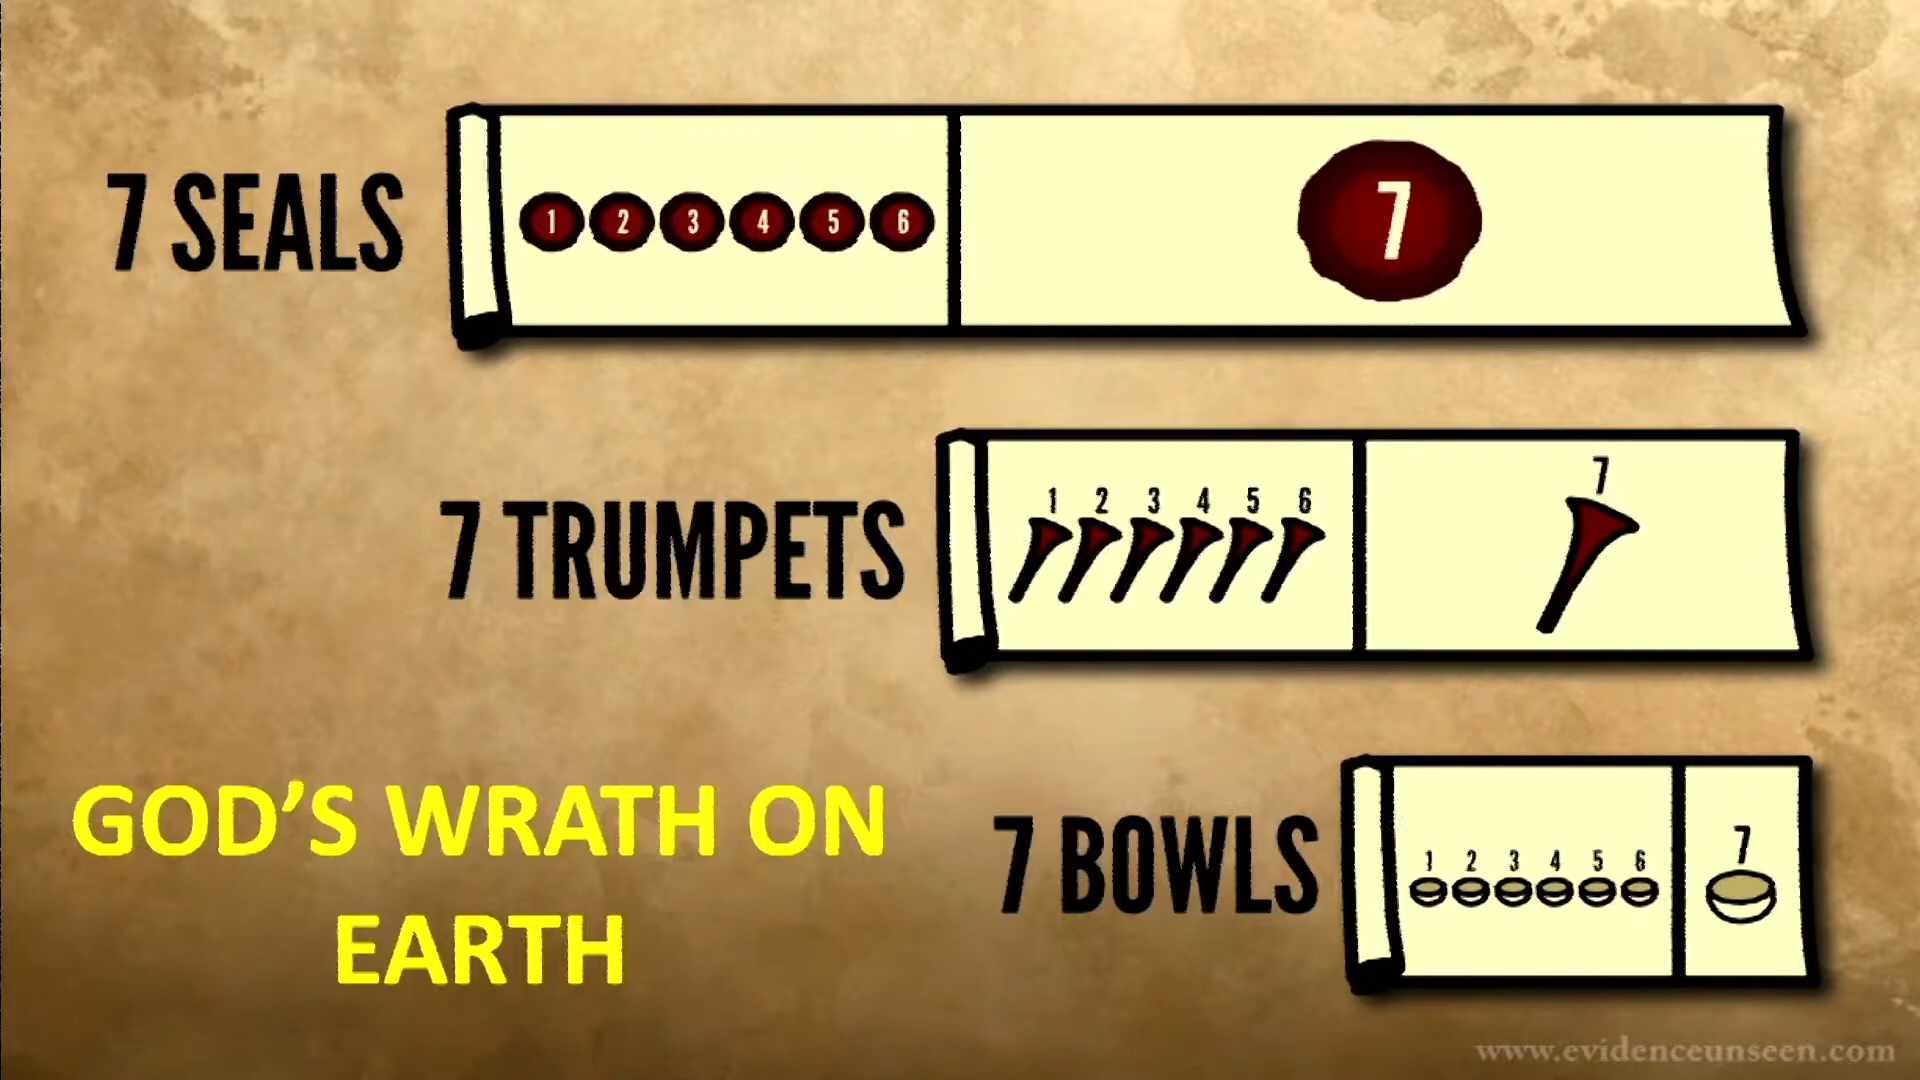 7 SEALS
1 2 3 4 5 6
7
7 TRUMPETS
1 2 3 4 5 6
7
GOD’S WRATH ON
EARTH
7 BOWLS
1 2 3 4 5 6
7
www.evidenceunseen.com